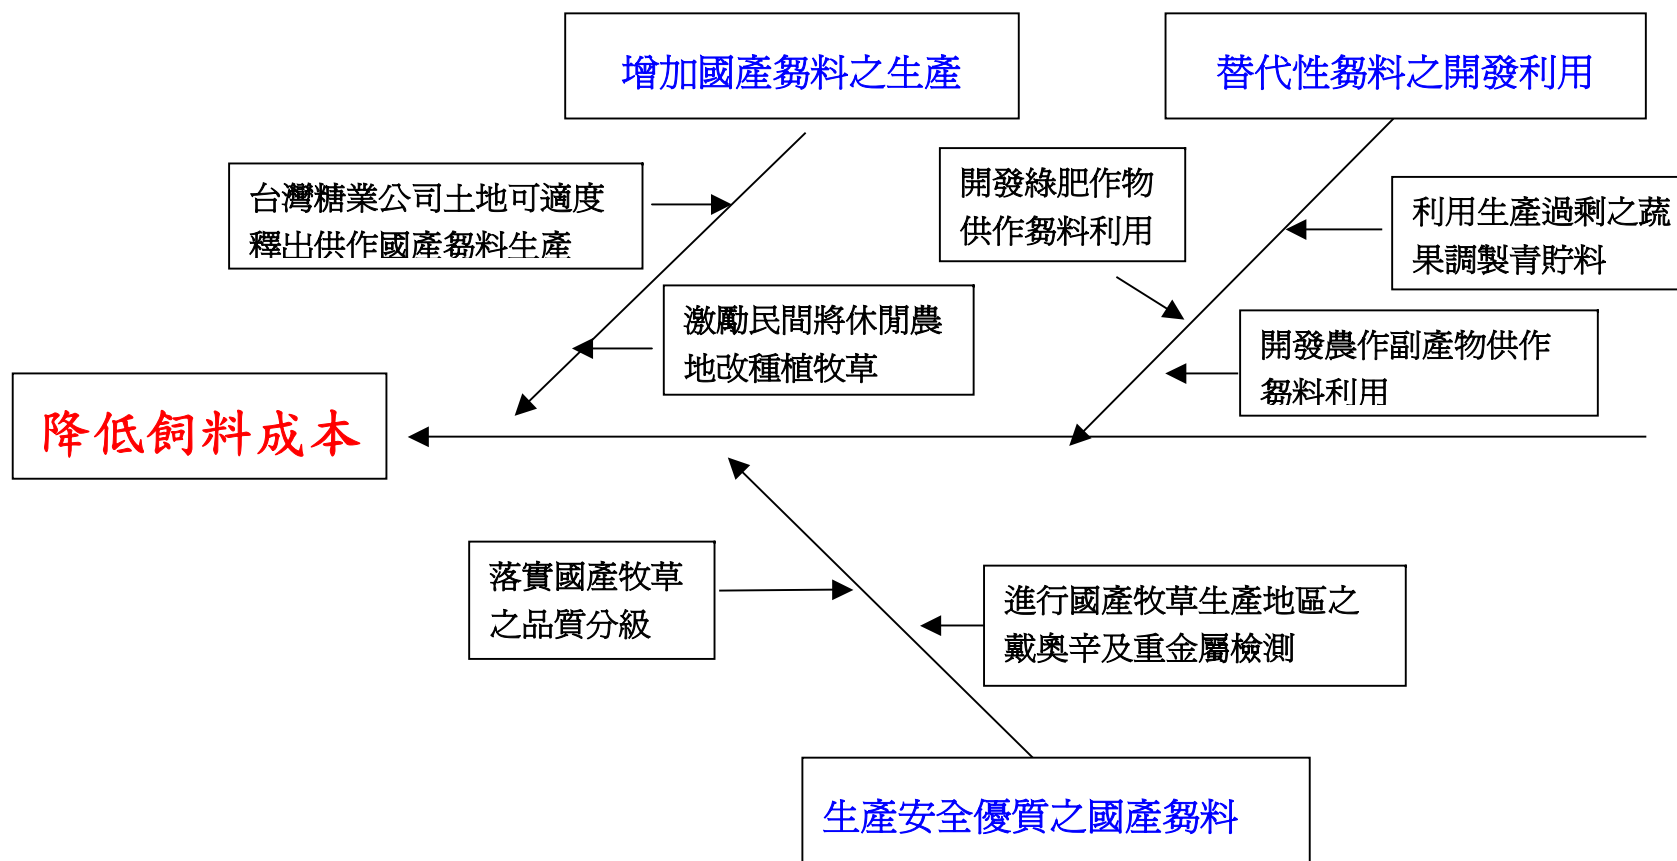 增加國產芻料之生產
替代性芻料之開發利用
台灣糖業公司土地可適度
釋出供作國產芻料生產
開發綠肥作物
供作芻料利用
利用生產過剩之蔬
果調製青貯料
激勵民間將休閒農
地改種植牧草
開發農作副產物供作
芻料利用
降低飼料成本
落實國產牧草
之品質分級
進行國產牧草生產地區之
戴奧辛及重金屬檢測
生產安全優質之國產芻料